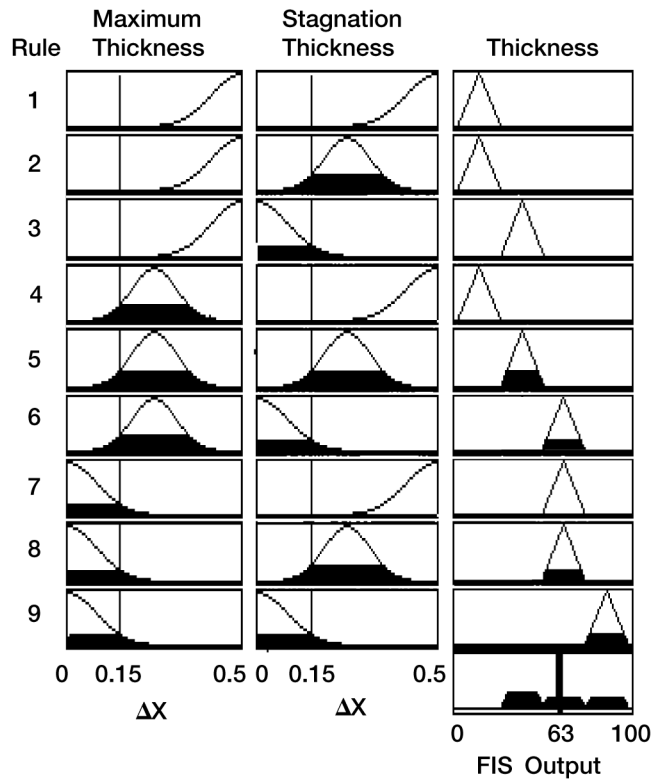 Maximum Stagnation
Rule Thickness Thickness Thickness
1
2
3
4
5
6
7
8
9
0 0.15 0.5 0 0.15 0.5
ΔX ΔX
0 63 100
FIS Output